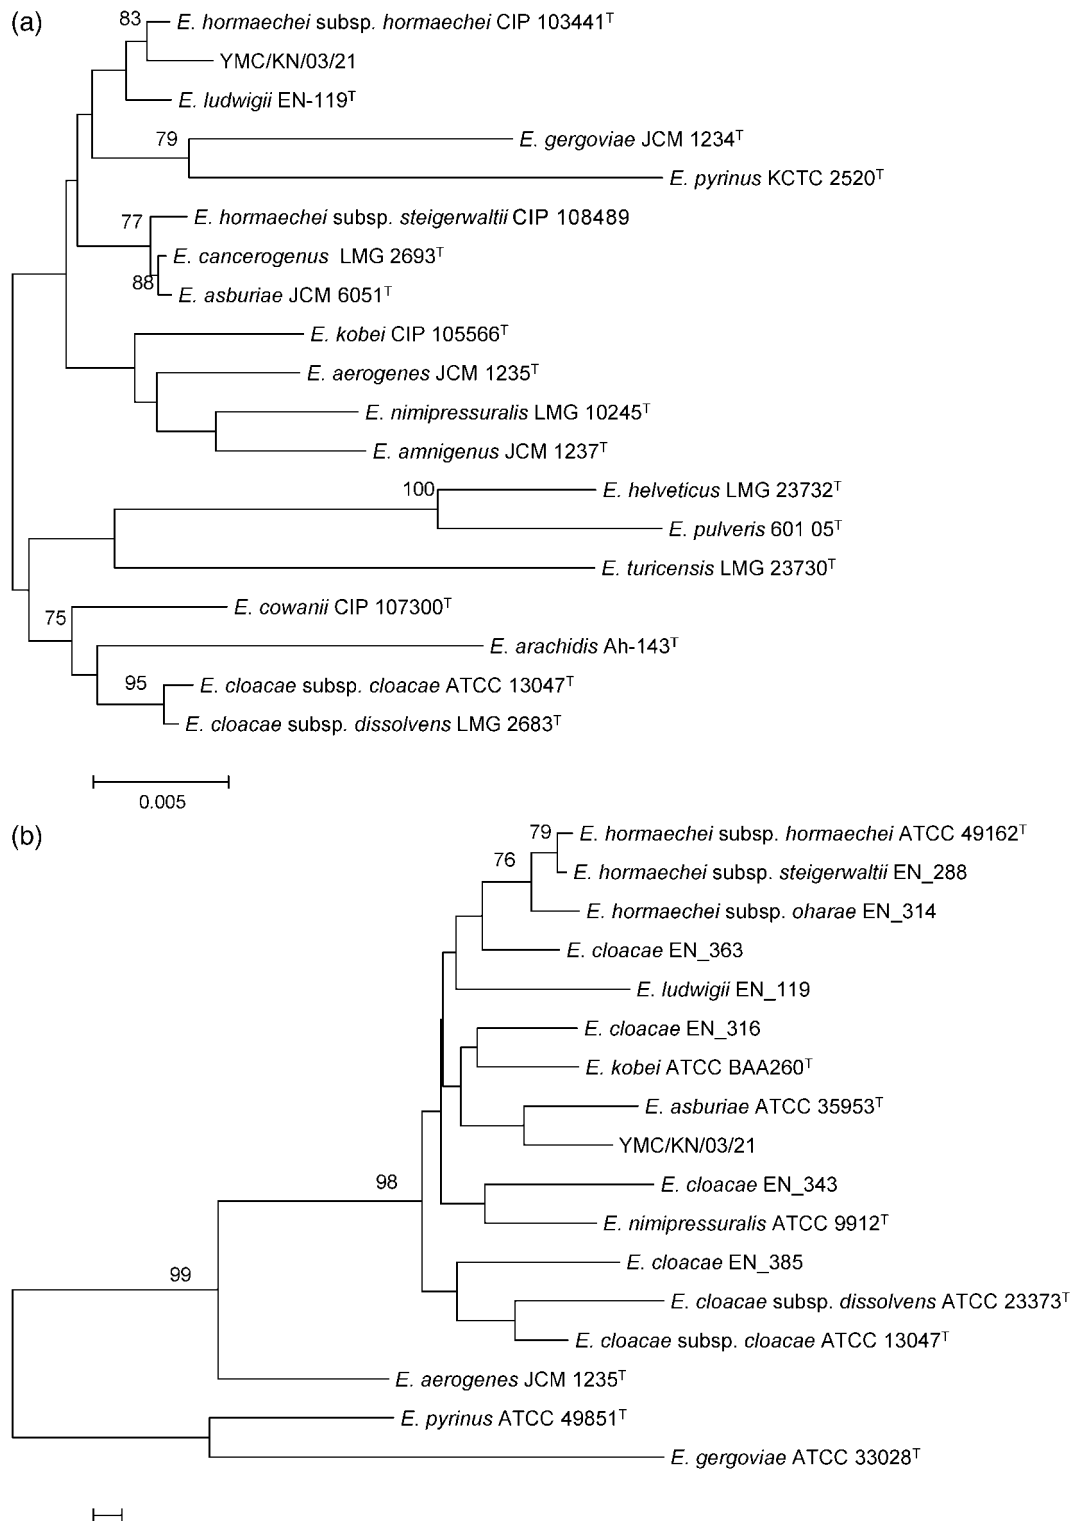 (a)
83
E. hormaechei subsp. hormaechei CIP 103441ᵀ
YMC/KN/03/21
E. ludwigii EN-119ᵀ
79
E. gergoviae JCM 1234ᵀ
E. pyrinus KCTC 2520ᵀ
77
E. hormaechei subsp. steigerwaltii CIP 108489
E. cancerogenus LMG 2693ᵀ
88
E. asburiae JCM 6051ᵀ
E. kobei CIP 105566ᵀ
E. aerogenes JCM 1235ᵀ
E. nimipressuralis LMG 10245ᵀ
E. amnigenus JCM 1237ᵀ
100
E. helveticus LMG 23732ᵀ
E. pulveris 601 05ᵀ
E. turicensis LMG 23730ᵀ
E. cowanii CIP 107300ᵀ
75
E. arachidis Ah-143ᵀ
95
E. cloacae subsp. cloacae ATCC 13047ᵀ
E. cloacae subsp. dissolvens LMG 2683ᵀ
0.005
(b)
79
E. hormaechei subsp. hormaechei ATCC 49162ᵀ
76
E. hormaechei subsp. steigerwaltii EN_288
E. hormaechei subsp. oharae EN_314
E. cloacae EN_363
E. ludwigii EN_119
E. cloacae EN_316
E. kobei ATCC BAA260ᵀ
E. asburiae ATCC 35953ᵀ
YMC/KN/03/21
98
E. cloacae EN_343
E. nimipressuralis ATCC 9912ᵀ
E. cloacae EN_385
99
E. cloacae subsp. dissolvens ATCC 23373ᵀ
E. cloacae subsp. cloacae ATCC 13047ᵀ
E. aerogenes JCM 1235ᵀ
E. pyrinus ATCC 49851ᵀ
E. gergoviae ATCC 33028ᵀ